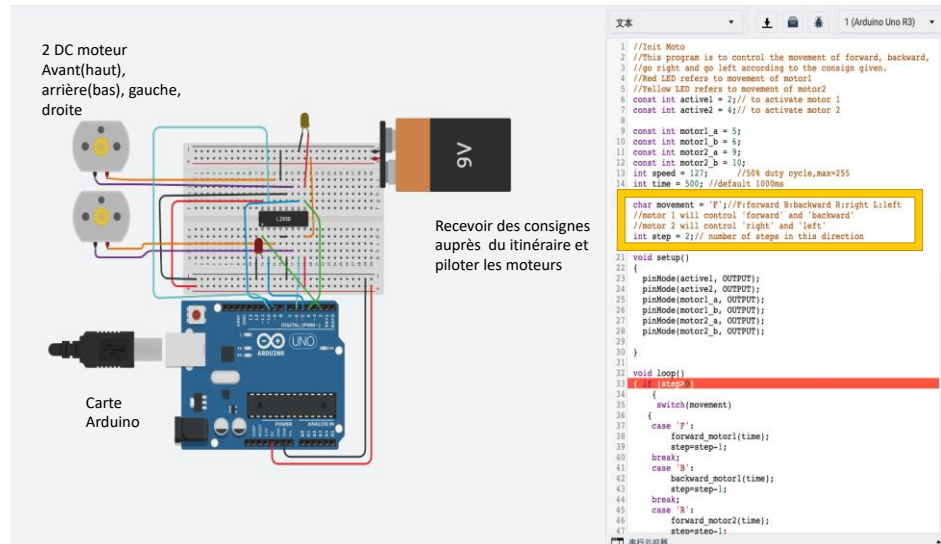 2 DC moteur
Avant(haut),
arrière(bas), gauche,
droite
9V
L293D
Recevoir des consignes
auprès du itinéraire et
piloter les moteurs
DIGITAL (PWM~)
UNO
ARDUINO
POWER
ANALOG IN
Carte
Arduino
文本
1 (Arduino Uno R3)
1 //Init Moto
2 //This program is to control the movement of forward, backward,
3 //go right and go left according to the consign given.
4 //Red LED refers to movement of motor1
5 //Yellow LED refers to movement of motor2
6 const int active1 = 2;// to activate motor 1
7 const int active2 = 4;// to activate motor 2
8
9 const int motor1_a = 5;
10 const int motor1_b = 6;
11 const int motor2_a = 9;
12 const int motor2_b = 10;
13 int speed = 127; //50% duty cycle,max=255
14 int time = 500; //default 1000ms
char movement = 'F';//F:forward B:backward R:right L:left
//motor 1 will control 'forward' and 'backward'
//motor 2 will control 'right' and 'left'
int step = 2;// number of steps in this direction
21 void setup()
22 {
23 pinMode(active1, OUTPUT);
24 pinMode(active2, OUTPUT);
25 pinMode(motor1_a, OUTPUT);
26 pinMode(motor1_b, OUTPUT);
27 pinMode(motor2_a, OUTPUT);
28 pinMode(motor2_b, OUTPUT);
29
30 }
31
32 void loop()
33 { if (step>0)
34 {
35 switch(movement)
36 {
37 case 'F':
38 forward_motor1(time);
39 step=step-1;
40 break;
41 case 'B':
42 backward_motor1(time);
43 step=step-1;
44 break;
45 case 'R':
46 forward_motor2(time);
47 step=step-1;
串行监视器